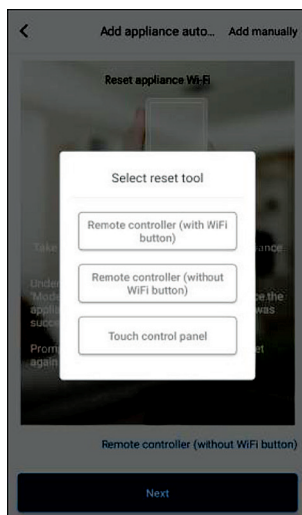 Add appliance auto... Add manually
Reset appliance Wi-Fi
Select reset tool
Remote controller (with WiFi
button)
Remote controller (without
WiFi button)
Touch control panel
Take
ance
Under
'Mode
ce the
applia
was
succe
Prom
et
again
Remote controller (without WiFi button)
Next